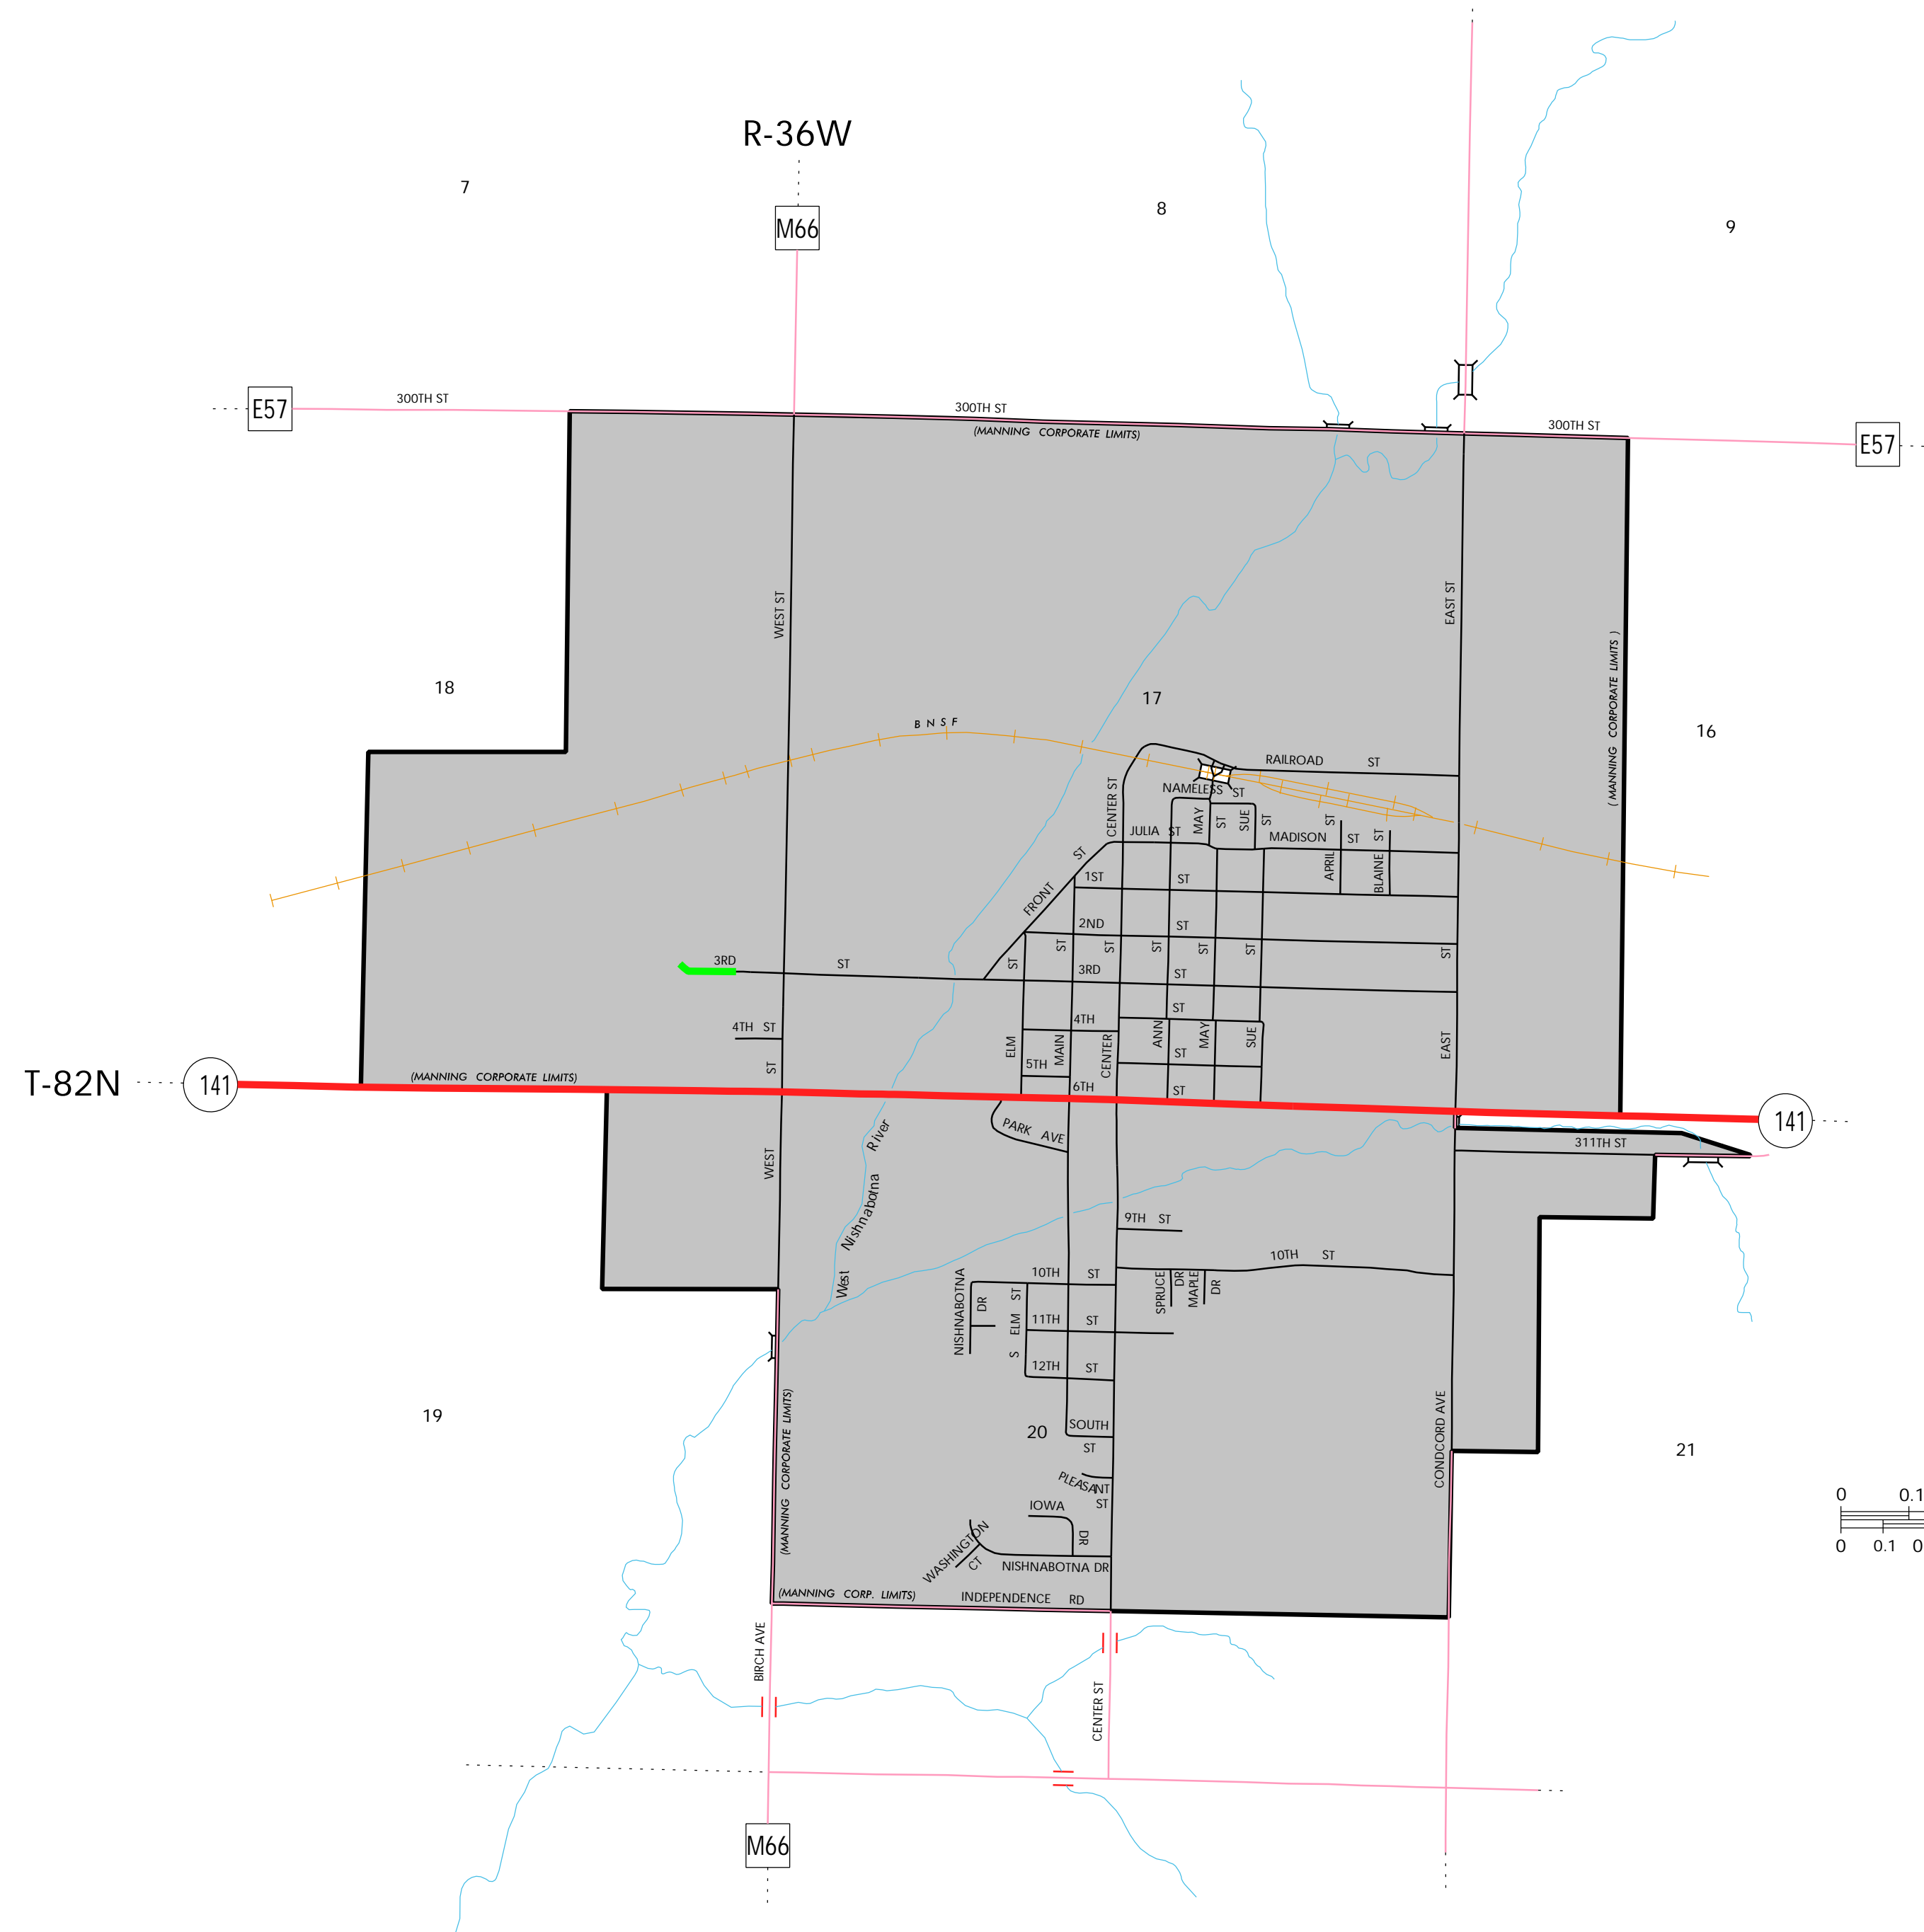 R-36W
7
8
9
M66
E57
300TH ST
300TH ST
(MANNING CORPORATE LIMITS)
300TH ST
E57
WEST ST
EAST ST
(MANNING CORPORATE LIMITS )
18
17
16
BNSF
RAILROAD ST
NAMELESS ST
CENTER ST
JULIA ST
MAY ST
SUE ST
MADISON ST
APRIL ST
BLAINE ST
FRONT ST
1ST ST
2ND ST
3RD ST
3RD ST
4TH ST
4TH ST
5TH ST
6TH ST
ELM ST
MAIN ST
CENTER ST
ANN ST
MAY ST
SUE ST
EAST ST
WEST ST
T-82N
141
(MANNING CORPORATE LIMITS)
141
PARK AVE
311TH ST
West Nishnabotna River
9TH ST
10TH ST
10TH ST
NISHNABOTNA DR
S ELM ST
11TH ST
12TH ST
SPRUCE DR
MAPLE DR
19
20
21
SOUTH ST
PLEASANT ST
CONDCORD AVE
(MANNING CORPORATE LIMITS)
IOWA DR
WASHINGTON CT
NISHNABOTNA DR
(MANNING CORP. LIMITS)
INDEPENDENCE RD
0 0.1
0 0.1 0
BIRCH AVE
CENTER ST
M66